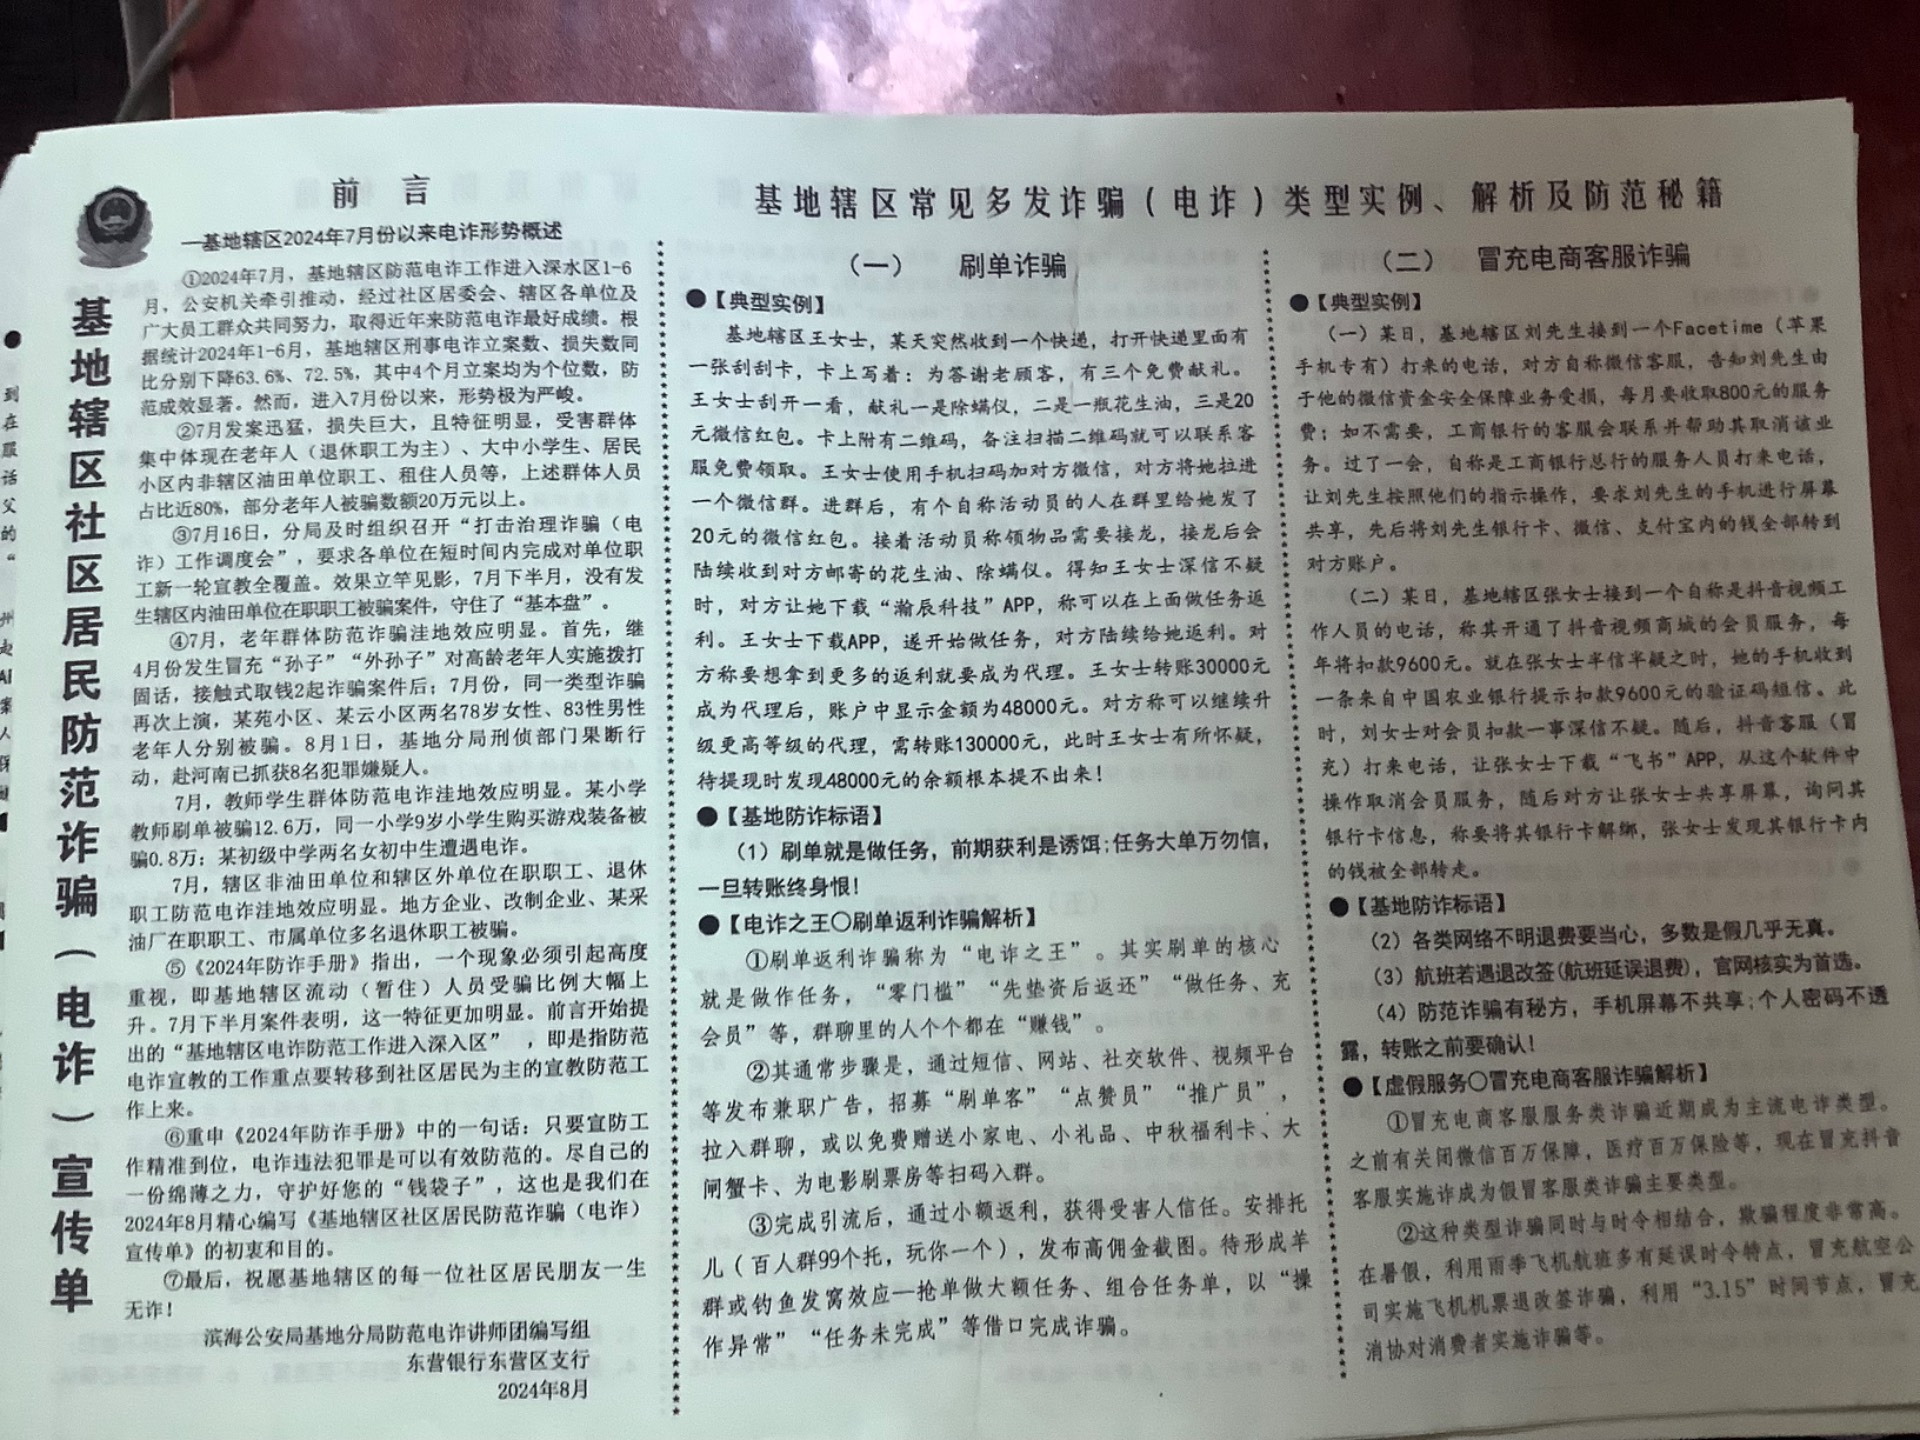 基地辖区社区居民防范诈骗（电诈）宣传单
前 言
—基地辖区2024年7月份以来电诈形势概述
①2024年7月，基地辖区防范电诈工作进入深水区1-6
月，公安机关牵引推动，经过社区居委会、辖区各单位及
广大员工群众共同努力，取得近年来防范电诈最好成绩。根
据统计2024年1-6月，基地辖区刑事电诈立案数、损失数同
比分别下降63.6%、72.5%，其中4个月立案均为个位数，防
范成效显著。然而，进入7月份以来，形势极为严峻。
②7月发案迅猛，损失巨大，且特征明显，受害群体
集中体现在老年人（退休职工为主）、大中小学生、居民
小区内非辖区油田单位职工、租住人员等，上述群体人员
占比近80%，部分老年人被骗数额20万元以上。
③7月16日，分局及时组织召开“打击治理诈骗（电
诈）工作调度会”，要求各单位在短时间内完成对单位职
工新一轮宣教全覆盖。效果立竿见影，7月下半月，没有发
生辖区内油田单位在职职工被骗案件，守住了“基本盘”。
④7月，老年群体防范诈骗洼地效应明显。首先，继
4月份发生冒充“孙子”“外孙子”对高龄老年人实施拨打
固话，接触式取钱2起诈骗案件后；7月份，同一类型诈骗
再次上演，某苑小区、某云小区两名78岁女性、83性男性
老年人分别被骗。8月1日，基地分局刑侦部门果断行
动，赴河南已抓获8名犯罪嫌疑人。
7月，教师学生群体防范电诈洼地效应明显。某小学
教师刷单被骗12.6万，同一小学9岁小学生购买游戏装备被
骗0.8万；某初级中学两名女初中生遭遇电诈。
7月，辖区非油田单位和辖区外单位在职职工、退休
职工防范电诈洼地效应明显。地方企业、改制企业、某采
油厂在职职工、市属单位多名退休职工被骗。
⑤《2024年防诈手册》指出，一个现象必须引起高度
重视，即基地辖区流动（暂住）人员受骗比例大幅上
升。7月下半月案件表明，这一特征更加明显。前言开始提
出的“基地辖区电诈防范工作进入深入区”　，即是指防范
电诈宣教的工作重点要转移到社区居民为主的宣教防范工
作上来。
⑥重申《2024年防诈手册》中的一句话：只要宣防工
作精准到位，电诈违法犯罪是可以有效防范的。尽自己的
一份绵薄之力，守护好您的“钱袋子”，这也是我们在
2024年8月精心编写《基地辖区社区居民防范诈骗（电诈）
宣传单》的初衷和目的。
⑦最后，祝愿基地辖区的每一位社区居民朋友一生
无诈！
滨海公安局基地分局防范电诈讲师团编写组
东营银行东营区支行
2024年8月
基地辖区常见多发诈骗（电诈）类型实例、解析及防范秘籍
（一）　刷单诈骗
●【典型实例】
基地辖区王女士，某天突然收到一个快递，打开快递里面有
一张刮刮卡，卡上写着：为答谢老顾客，有三个免费献礼。
王女士刮开一看，献礼一是除螨仪，二是一瓶花生油，三是20
元微信红包。卡上附有二维码，备注扫描二维码就可以联系客
服免费领取。王女士使用手机扫码加对方微信，对方将她拉进
一个微信群。进群后，有个自称活动员的人在群里给她发了
20元的微信红包。接着活动员称领物品需要接龙，接龙后会
陆续收到对方邮寄的花生油、除螨仪。得知王女士深信不疑
时，对方让她下载“瀚辰科技”APP，称可以在上面做任务返
利。王女士下载APP，遂开始做任务，对方陆续给她返利。对
方称要想拿到更多的返利就要成为代理。王女士转账30000元
成为代理后，账户中显示金额为48000元。对方称可以继续升
级更高等级的代理，需转账130000元，此时王女士有所怀疑，
待提现时发现48000元的余额根本提不出来！
●【基地防诈标语】
（1）刷单就是做任务，前期获利是诱饵；任务大单万勿信，
一旦转账终身恨！
●【电诈之王〇刷单返利诈骗解析】
①刷单返利诈骗称为“电诈之王”。其实刷单的核心
就是做作任务，“零门槛”“先垫资后返还”“做任务、充
会员”等，群聊里的人个个都在“赚钱”。
②其通常步骤是，通过短信、网站、社交软件、视频平台
等发布兼职广告，招募“刷单客”“点赞员”“推广员”，
拉入群聊，或以免费赠送小家电、小礼品、中秋福利卡、大
闸蟹卡、为电影刷票房等扫码入群。
③完成引流后，通过小额返利，获得受害人信任。安排托
儿（百人群99个托，玩你一个），发布高佣金截图。待形成羊
群或钓鱼发窝效应—抢单做大额任务、组合任务单，以“操
作异常”“任务未完成”等借口完成诈骗。
（二）　冒充电商客服诈骗
●【典型实例】
（一）某日，基地辖区刘先生接到一个Facetime（苹果
手机专有）打来的电话，对方自称微信客服，告知刘先生由
于他的微信资金安全保障业务受损，每月要收取800元的服务
费；如不需要，工商银行的客服会联系并帮助其取消该业
务。过了一会，自称是工商银行总行的服务人员打来电话，
让刘先生按照他们的指示操作，要求刘先生的手机进行屏幕
共享，先后将刘先生银行卡、微信、支付宝内的钱全部转到
对方账户。
（二）某日，基地辖区张女士接到一个自称是抖音视频工
作人员的电话，称其开通了抖音视频商城的会员服务，每
年将扣款9600元。就在张女士半信半疑之时，她的手机收到
一条来自中国农业银行提示扣款9600元的验证码短信。此
时，刘女士对会员扣款一事深信不疑。随后，抖音客服（冒
充）打来电话，让张女士下载“飞书”APP，从这个软件中
操作取消会员服务，随后对方让张女士共享屏幕，询问其
银行卡信息，称要将其银行卡解绑，张女士发现其银行卡内
的钱被全部转走。
●【基地防诈标语】
（2）各类网络不明退费要当心，多数是假几乎无真。
（3）航班若遇退改签(航班延误退费)，官网核实为首选。
（4）防范诈骗有秘方，手机屏幕不共享；个人密码不透
露，转账之前要确认！
●【虚假服务〇冒充电商客服诈骗解析】
①冒充电商客服服务类诈骗近期成为主流电诈类型。
之前有关闭微信百万保障，医疗百万保险等，现在冒充抖音
客服实施诈成为假冒客服类诈骗主要类型。
②这种类型诈骗同时与时令相结合，欺骗程度非常高。
在暑假，利用雨季飞机航班多有延误时令特点，冒充航空公
司实施飞机机票退改签诈骗，利用“3.15”时间节点，冒充
消协对消费者实施诈骗等。